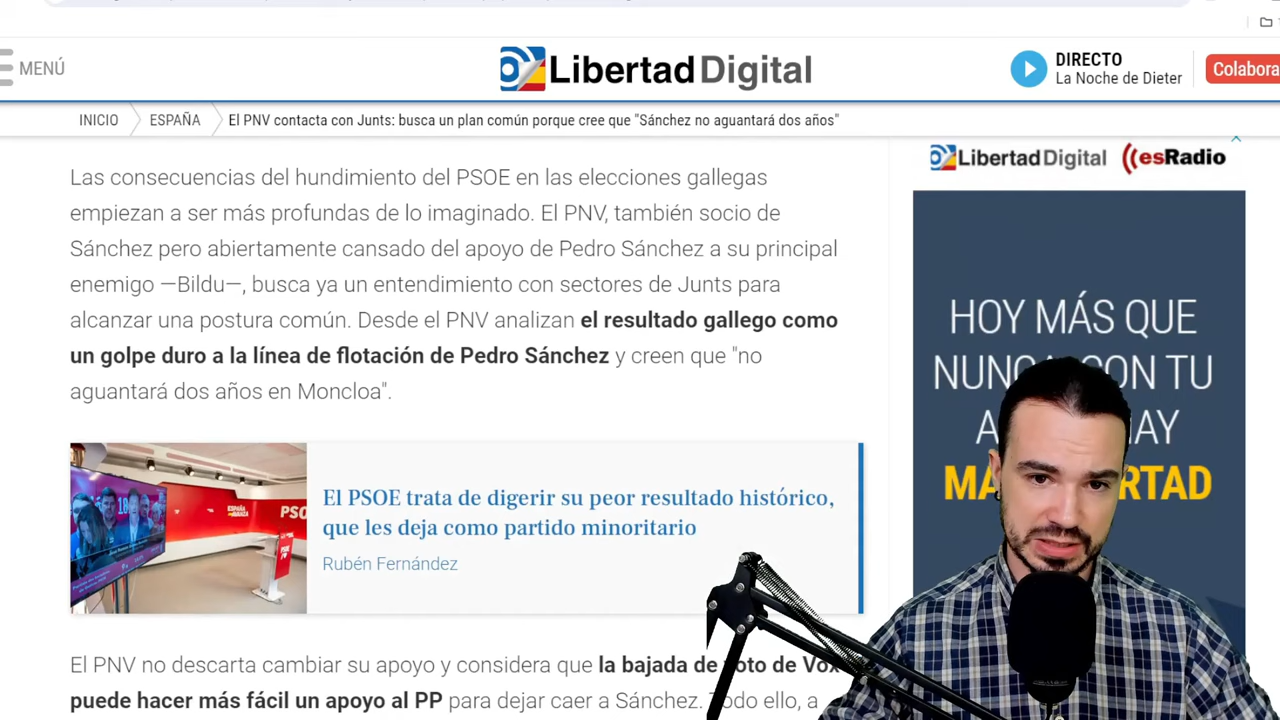 MENÚ
Libertad Digital
DIRECTO
La Noche de Dieter
Colabora
INICIO
ESPAÑA
El PNV contacta con Junts: busca un plan común porque cree que "Sánchez no aguantará dos años"
Las consecuencias del hundimiento del PSOE en las elecciones gallegas
empiezan a ser más profundas de lo imaginado. El PNV, también socio de
Sánchez pero abiertamente cansado del apoyo de Pedro Sánchez a su principal
enemigo —Bildu—, busca ya un entendimiento con sectores de Junts para
alcanzar una postura común. Desde el PNV analizan el resultado gallego como
un golpe duro a la línea de flotación de Pedro Sánchez y creen que "no
aguantará dos años en Moncloa".
El PSOE trata de digerir su peor resultado histórico,
que les deja como partido minoritario
Rubén Fernández
El PNV no descarta cambiar su apoyo y considera que la bajada de voto de Vox
puede hacer más fácil un apoyo al PP para dejar caer a Sánchez. Todo ello, a
Libertad Digital
esRadio
HOY MÁS QUE
CON TU